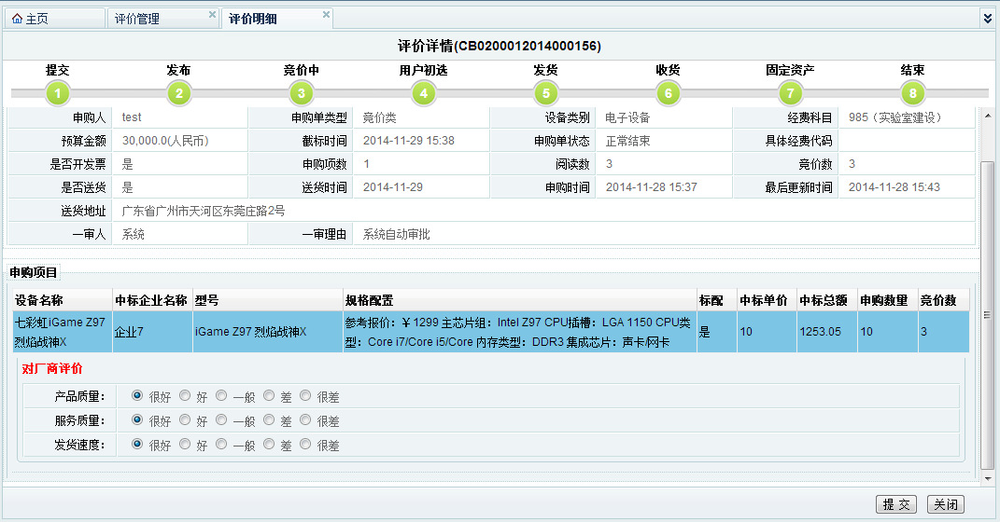 主页 评价管理 评价明细
评价详情(CB0200012014000156)
提交 发布 竞价中 用户初选 发货 收货 固定资产 结束
1 2 3 4 5 6 7 8
申购人 test 申购单类型 竞价类 设备类别 电子设备 经费科目 985（实验室建设）
预算金额 30,000.0(人民币) 截标时间 2014-11-29 15:38 申购单状态 正常结束 具体经费代码
是否开发票 是 申购项数 1 阅读数 3 竞价数 3
是否送货 是 送货时间 2014-11-29 申购时间 2014-11-28 15:37 最后更新时间 2014-11-28 15:43
送货地址 广东省广州市天河区东莞庄路2号
一审人 系统 一审理由 系统自动审批
申购项目
设备名称 中标企业名称 型号 规格配置 标配 中标单价 中标总额 申购数量 竞价数
七彩虹iGame Z97 烈焰战神X 企业7 iGame Z97 烈焰战神X 参考报价：￥1299 主芯片组：Intel Z97 CPU插槽：LGA 1150 CPU类型：Core i7/Core i5/Core 内存类型：DDR3 集成芯片：声卡/网卡 是 10 1253.05 10 3
对厂商评价
产品质量： 很好 好 一般 差 很差
服务质量： 很好 好 一般 差 很差
发货速度： 很好 好 一般 差 很差
提 交 关闭